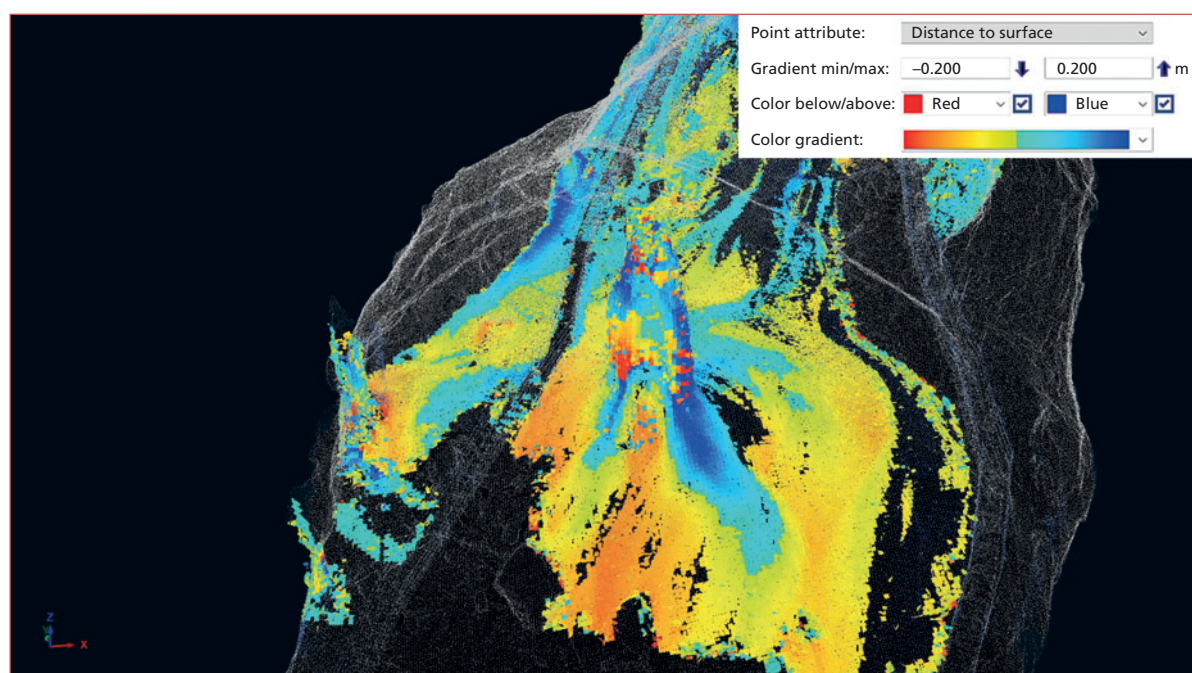 Point attribute: Distance to surface
Gradient min/max: –0.200 0.200 m
Color below/above: Red Blue
Color gradient:
Z
Y
X